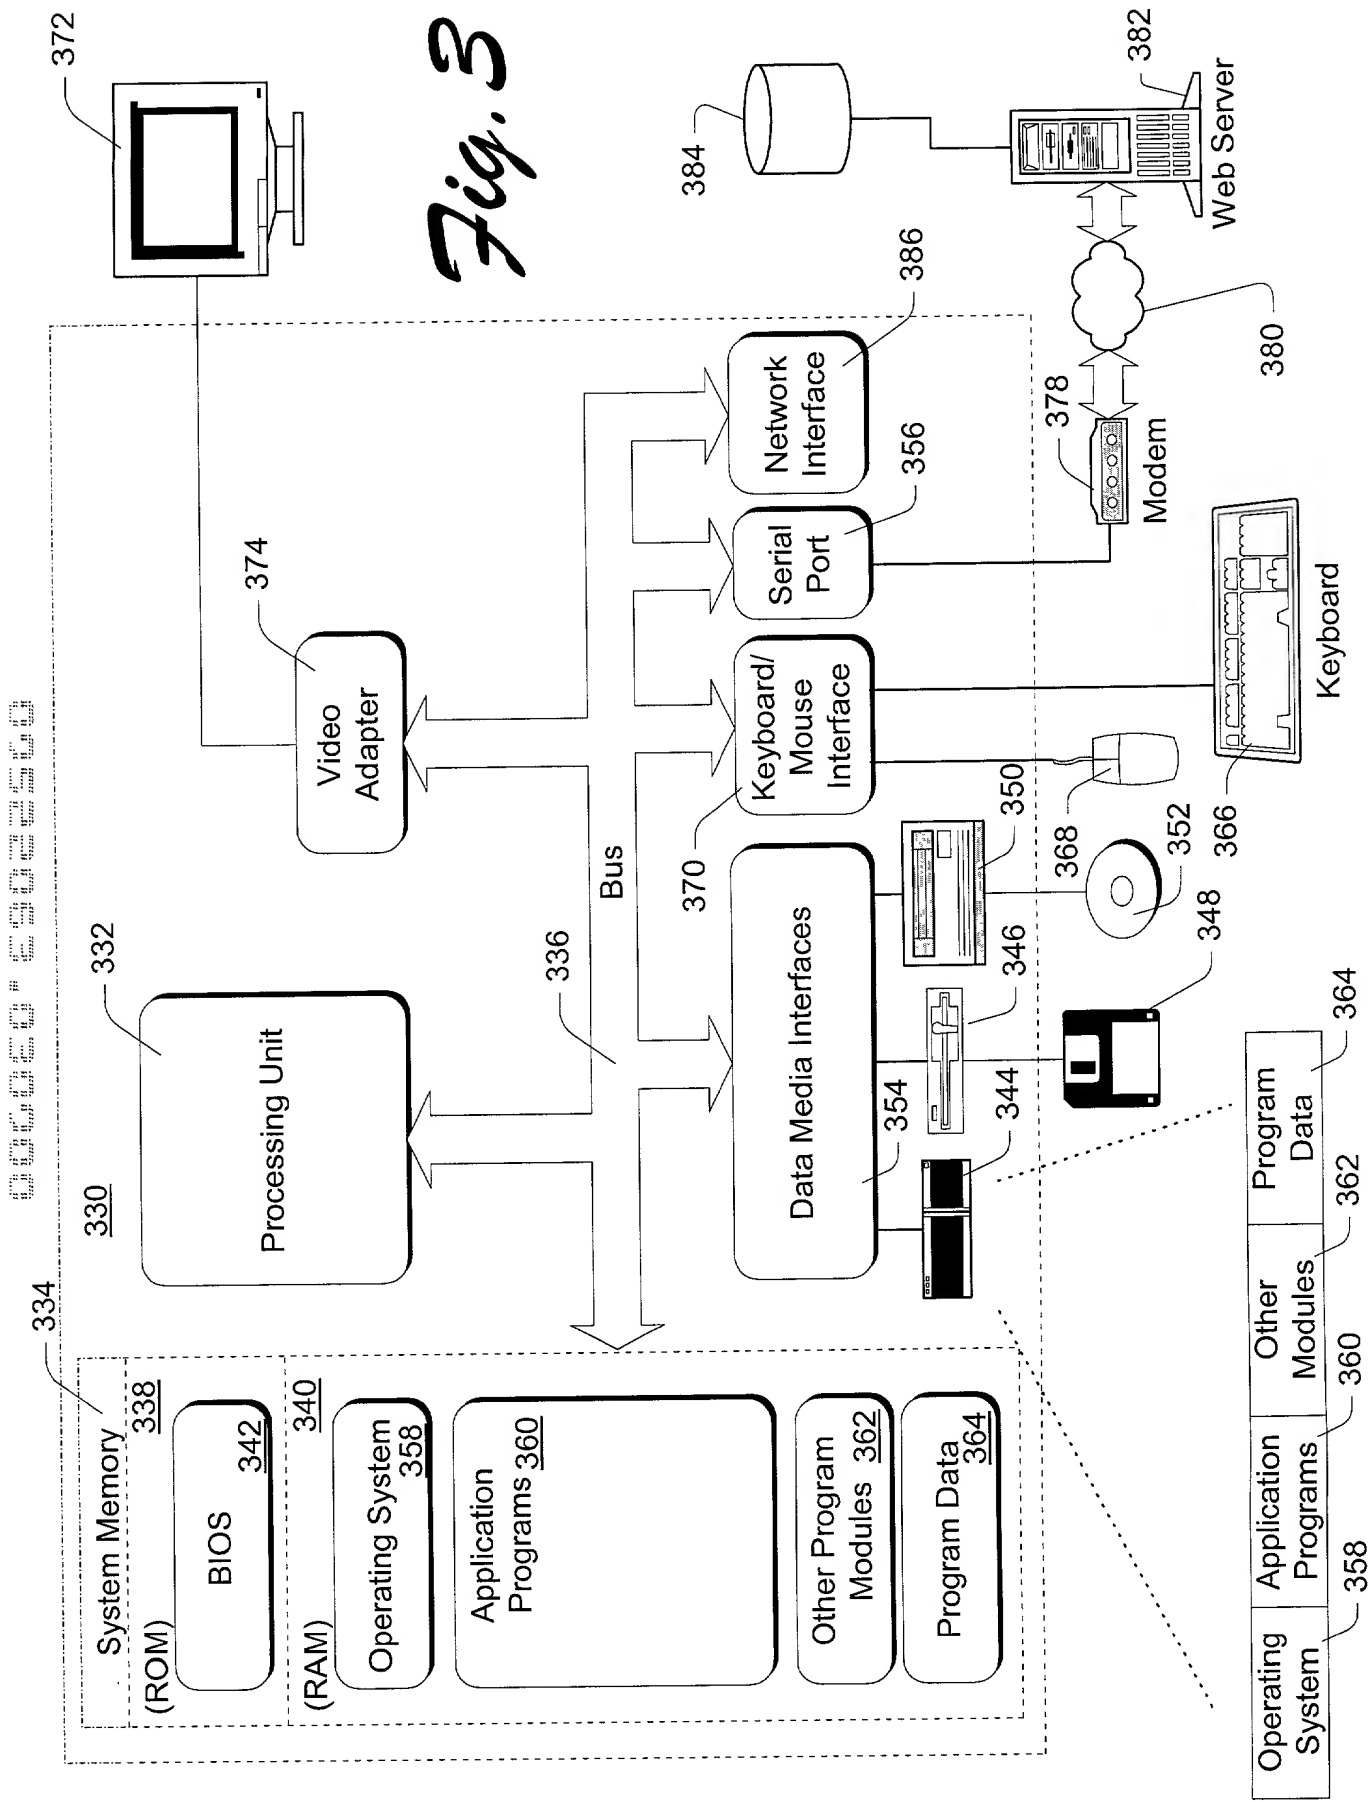 334
330
332
372
System Memory
(ROM)
338
BIOS
342
(RAM)
340
Operating System
358
Application
Programs 360
Other Program
Modules 362
Program Data
364
Processing Unit
Video
Adapter
374
Fig. 3
336
Bus
370
384
Data Media Interfaces
Keyboard/
Mouse
Interface
Serial
Port
Network
Interface
354
356
386
344
346
350
368
378
Modem
380
382
Web Server
348
352
366
Keyboard
Operating
System
Application
Programs
Other
Modules
Program
Data
358
360
362
364